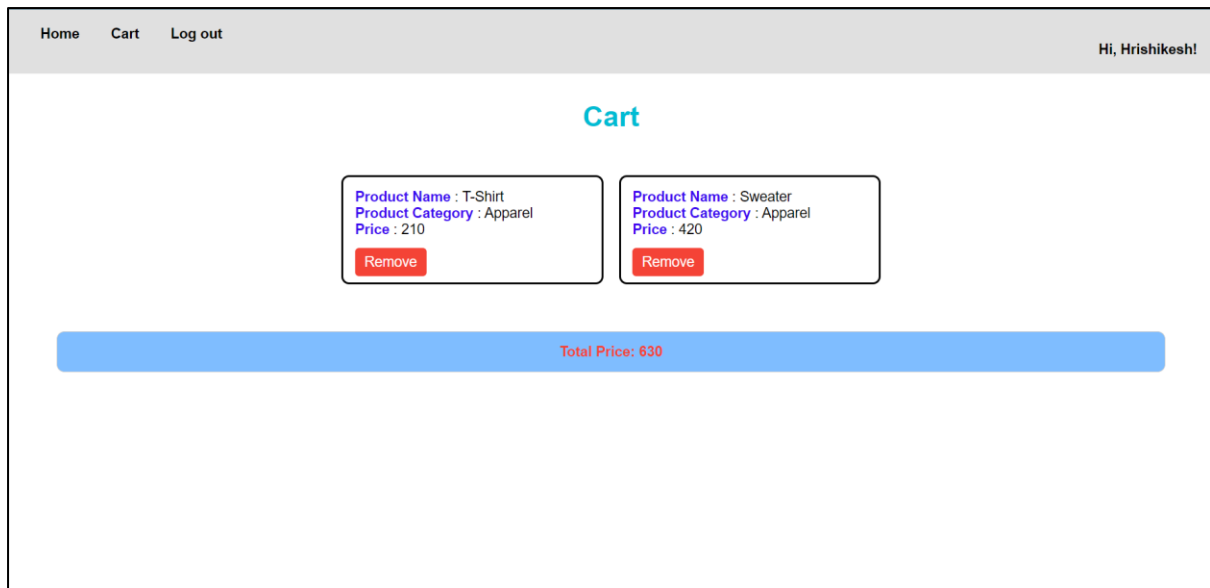 Home Cart Log out
Hi, Hrishikesh!
Cart
Product Name : T-Shirt
Product Category : Apparel
Price : 210
Remove
Product Name : Sweater
Product Category : Apparel
Price : 420
Remove
Total Price: 630